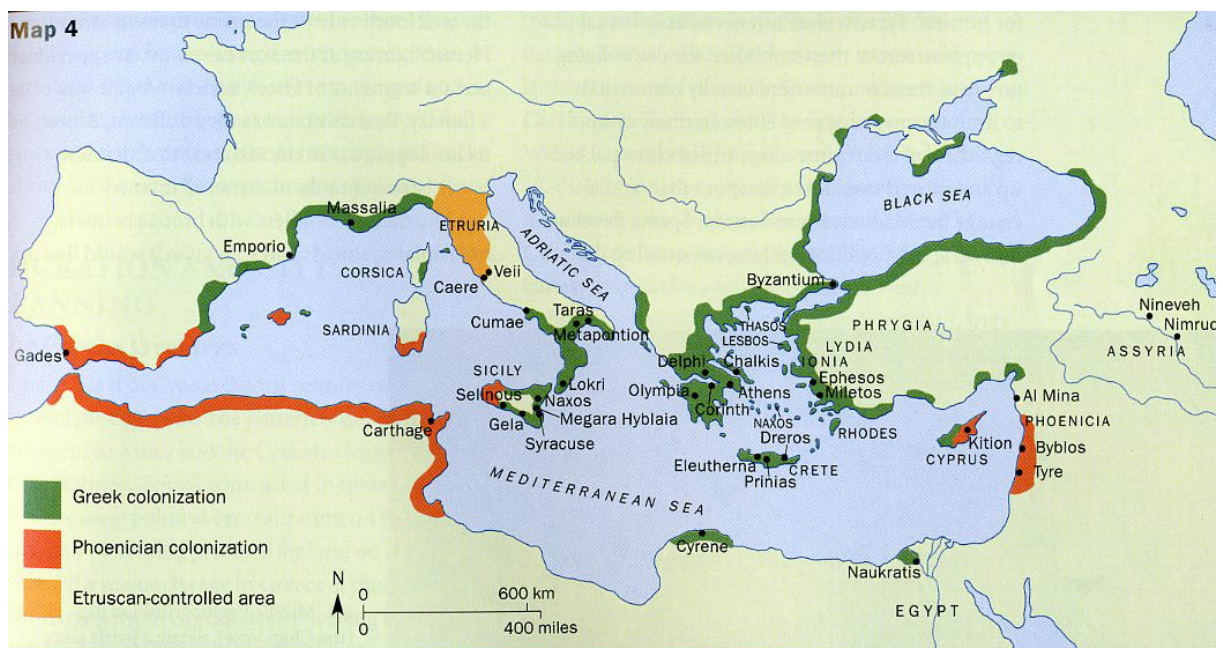 Map 4
BLACK SEA
Massalia
ETRURIA
ADRIATIC SEA
Emporio
CORSICA
Veii
Caere
Byzantium
Nineveh
Nimrud
ASSYRIA
Cumae
Taras
Metapontion
SARDINIA
THASOS
LESBOS
PHRYGIA
LYDIA
IONIA
Gades
Delphi
Chalkis
SICILY
Selinous
Lokri
Naxos
Olympia
Athens
Ephesos
Miletos
Al Mina
Corinth
Megara Hyblaia
Gela
Syracuse
Carthage
NAXOS
Dreros
RHODES
PHOENICIA
Kition
CYPRUS
Byblos
Tyre
Eleutherna
CRETE
Prinias
MEDITERRANEAN SEA
Greek colonization
Phoenician colonization
Etruscan-controlled area
Cyrene
Naukratis
EGYPT
N
0
600 km
0
400 miles